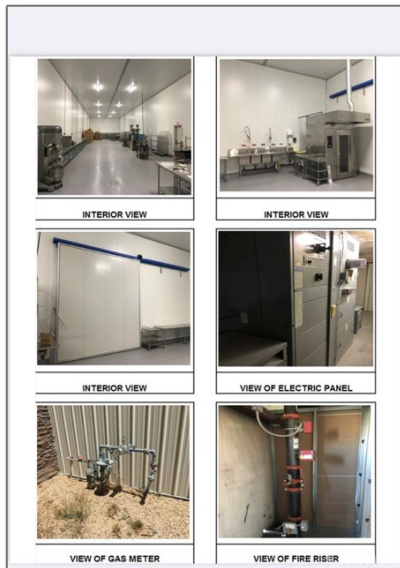 INTERIOR VIEW
INTERIOR VIEW
INTERIOR VIEW
VIEW OF ELECTRIC PANEL
VIEW OF GAS METER
VIEW OF FIRE RISER